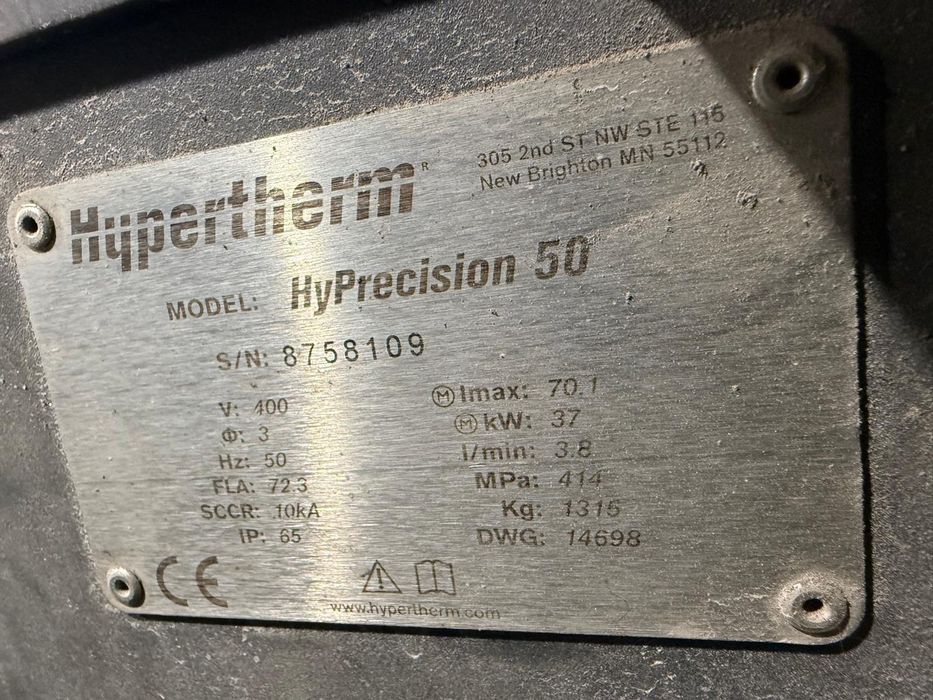 Hypertherm®
305 2nd ST NW STE 115
New Brighton MN 55112
MODEL: HyPrecision 50
S/N: 8758109
V: 400
Φ: 3
Hz: 50
FLA: 72.3
SCCR: 10kA
IP: 65
Ⓜ Imax: 70.1
Ⓜ kW: 37
l/min: 3.8
MPa: 414
Kg: 1315
DWG: 14698
CE
www.hypertherm.com